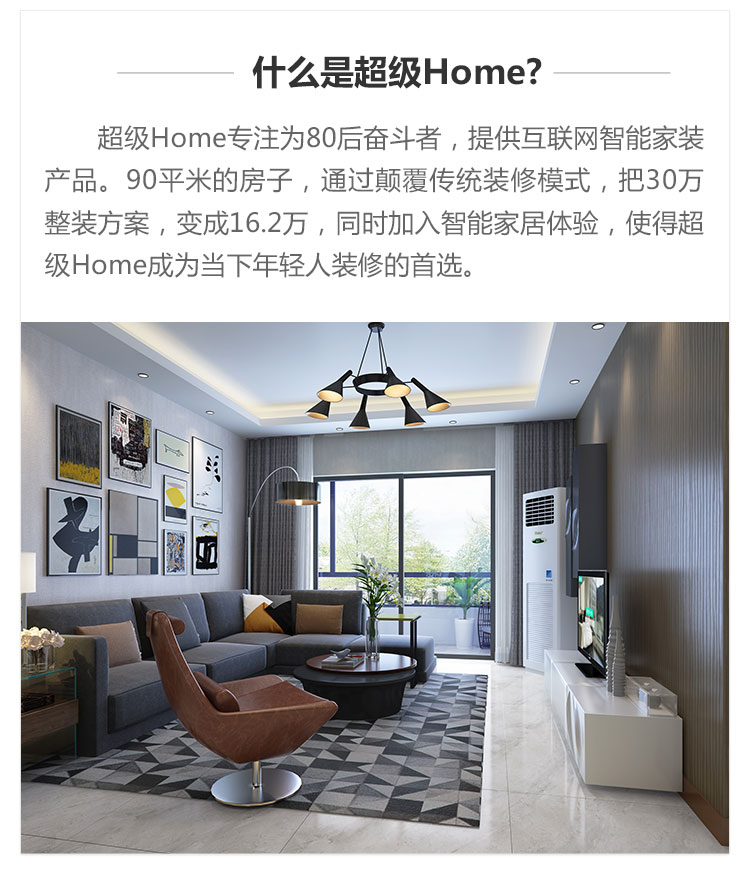 什么是超级Home?
超级Home专注为80后奋斗者，提供互联网智能家装
产品。90平米的房子，通过颠覆传统装修模式，把30万
整装方案，变成16.2万，同时加入智能家居体验，使得超
级Home成为当下年轻人装修的首选。